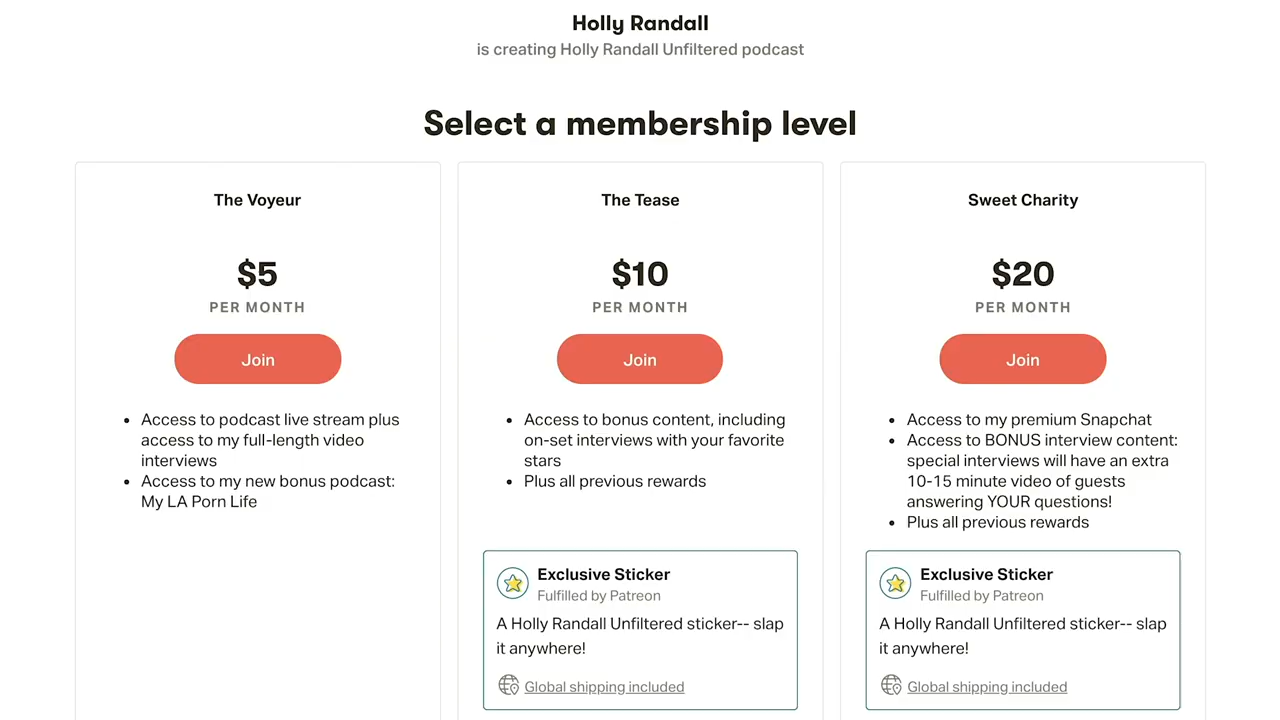 Holly Randall
is creating Holly Randall Unfiltered podcast
Select a membership level
The Voyeur
$5
PER MONTH
Join
• Access to podcast live stream plus
access to my full-length video
interviews
• Access to my new bonus podcast:
My LA Porn Life
The Tease
$10
PER MONTH
Join
• Access to bonus content, including
on-set interviews with your favorite
stars
• Plus all previous rewards
Exclusive Sticker
Fulfilled by Patreon
A Holly Randall Unfiltered sticker-- slap
it anywhere!
Global shipping included
Sweet Charity
$20
PER MONTH
Join
• Access to my premium Snapchat
• Access to BONUS interview content:
special interviews will have an extra
10-15 minute video of guests
answering YOUR questions!
• Plus all previous rewards
Exclusive Sticker
Fulfilled by Patreon
A Holly Randall Unfiltered sticker-- slap
it anywhere!
Global shipping included